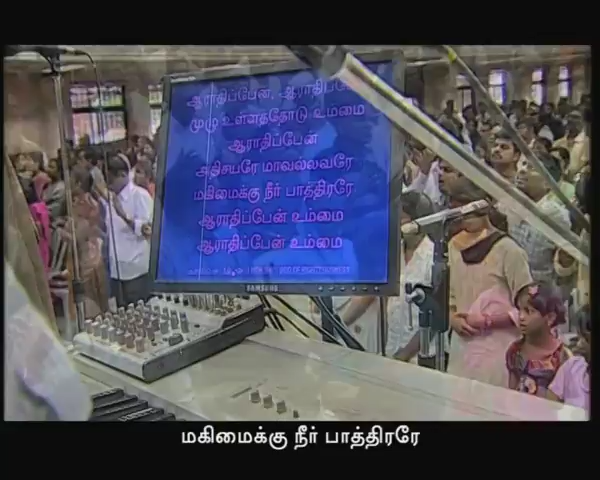 ஆராதிப்பேன், ஆராதிப்பேன்
முழு உள்ளத்தோடு உம்மை
ஆராதிப்பேன்
அதிசயரே மாவல்லவரே
மகிமைக்கு நீர் பாத்திரரே
ஆராதிப்பேன் உம்மை
ஆராதிப்பேன் உம்மை
SAMSUNG
மகிமைக்கு நீர் பாத்திரரே